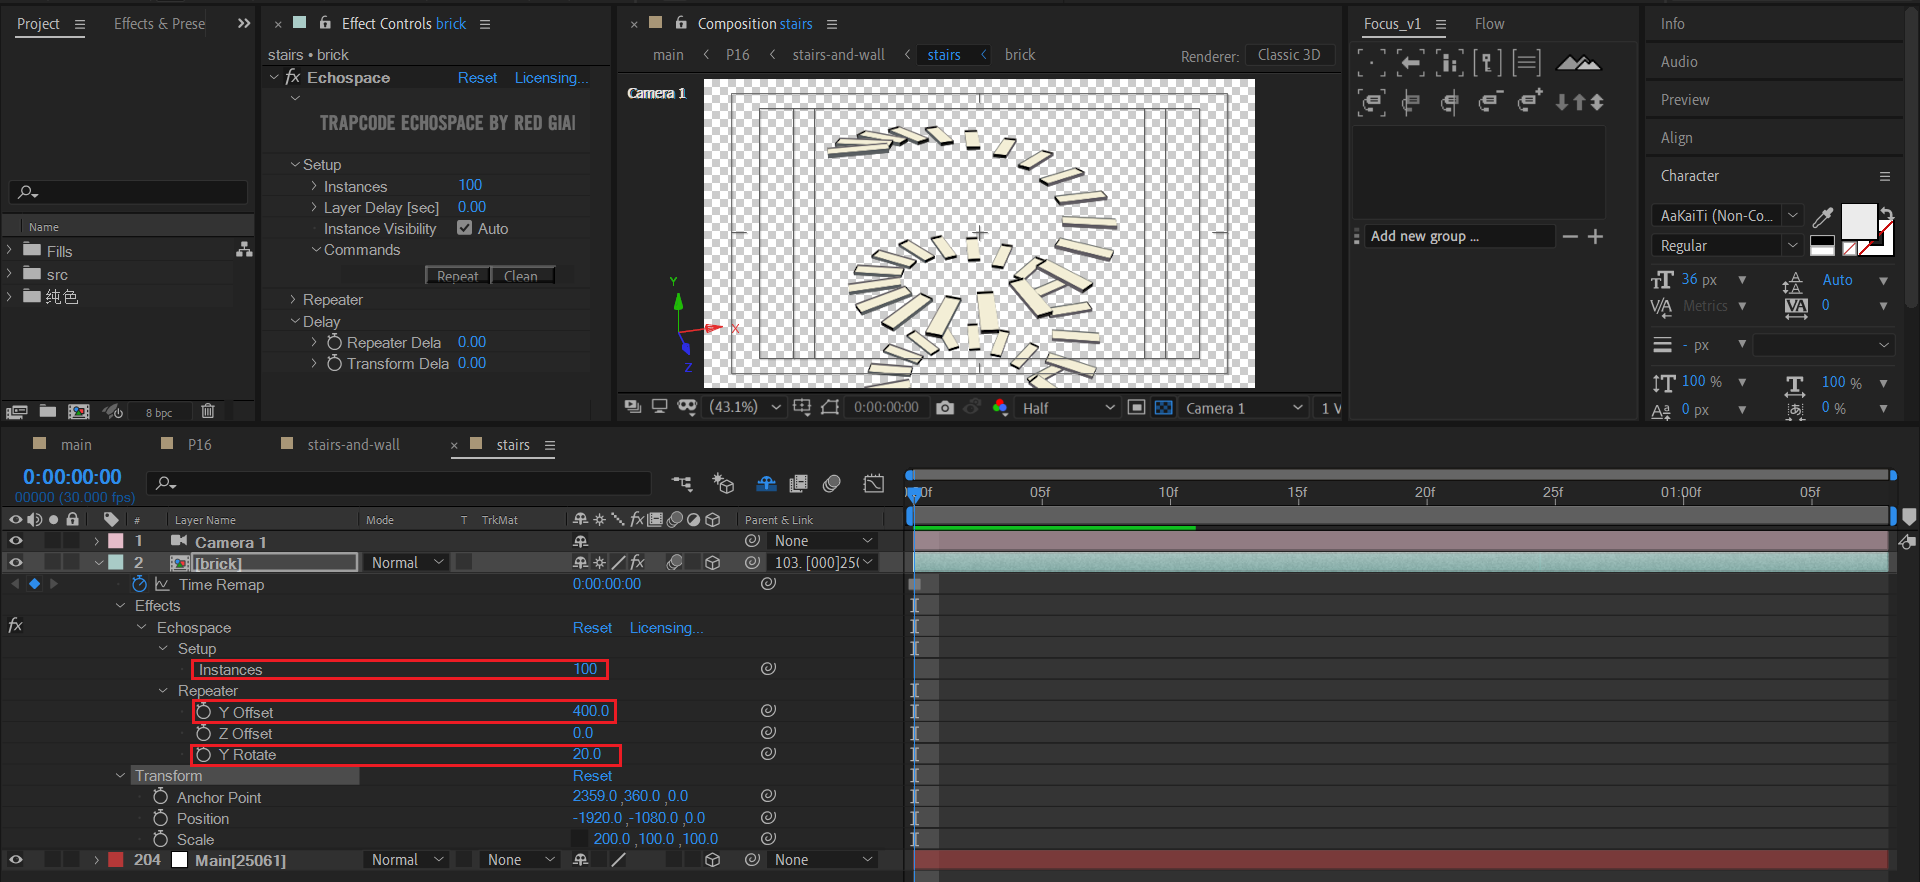 Project
Effects & Prese
Effect Controls brick
Composition stairs
Focus_v1
Flow
Info
Audio
Preview
Align
Character
stairs • brick
fx Echospace
Reset
Licensing...
TRAPCODE ECHOSPACE BY RED GIA
Setup
Instances
100
Layer Delay [sec]
0.00
Instance Visibility
Auto
Commands
Repeat
Clean
Repeater
Delay
Repeater Dela
0.00
Transform Dela
0.00
Name
Fills
src
纯色
8 bpc
main
P16
stairs-and-wall
stairs
brick
Renderer:
Classic 3D
Camera 1
Y
X
Z
(43.1%)
0:00:00:00
Half
Camera 1
1 V
Add new group ...
AaKaiTi (Non-Co...
Regular
36 px
Auto
Metrics
0
- px
100 %
100 %
0 px
0 %
main
P16
stairs-and-wall
stairs
0:00:00:00
00000 (30.000 fps)
00f
05f
10f
15f
20f
25f
01:00f
05f
#
Layer Name
Mode
T
TrkMat
Parent & Link
1
Camera 1
None
2
[brick]
Normal
103. [000]25(
Time Remap
0:00:00:00
Effects
fx
Echospace
Reset
Licensing...
Setup
Instances
100
Repeater
Y Offset
400.0
Z Offset
0.0
Y Rotate
20.0
Transform
Reset
Anchor Point
2359.0 ,360.0 ,0.0
Position
-1920.0 ,-1080.0 ,0.0
Scale
200.0 ,100.0 ,100.0
204
Main[25061]
Normal
None
None